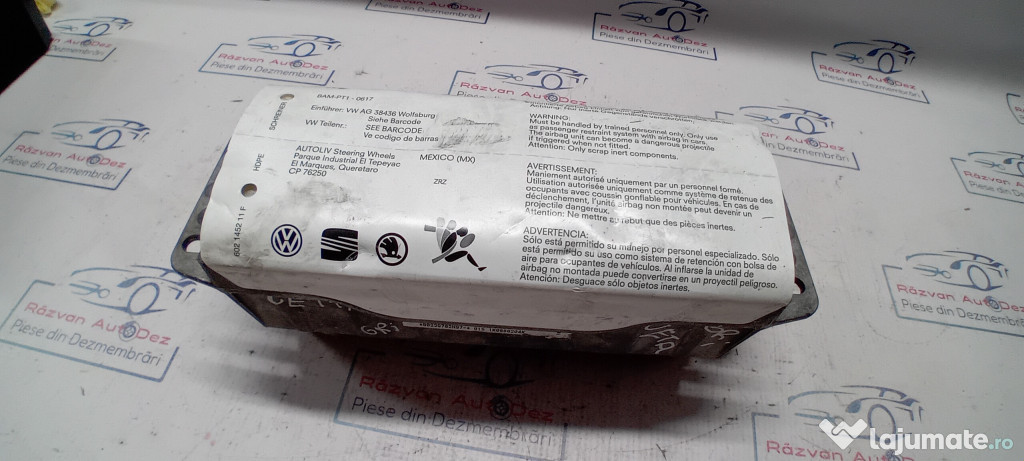 SCHREINER
HDPE
602 1452 11 F
BAM-PT1 - 0617
Einführer: VW AG 38436 Wolfsburg
Siehe Barcode
VW Teilenr.: SEE BARCODE
Ve codigo de barras
AUTOLIV Steering Wheels
Parque Industrial El Tepeyac
El Marques, Queretaro
CP 76250
MEXICO (MX)
ZRZ
WARNING:
Must be handled by trained personnel only. Only use
as passenger restraint system with airbag in cars.
The airbag unit can become a dangerous projectile
if triggered when not fitted.
Attention: Only scrap inert components.
AVERTISSEMENT:
Maniement autorisé uniquement par un personnel formé.
Utilisation autorisée uniquement comme système de retenue des
occupants avec coussin gonflable pour véhicules. En cas de
déclenchement, l'unité airbag non montée peut devenir un
projectile dangereux.
Attention: Ne mettre au rebut que des pièces inertes.
ADVERTENCIA:
Sólo está permitido su manejo por personel especializado. Sólo
está permitido su uso como sistema de retención con bolsa de
aire para ocupantes de vehículos. Al inflarse la unidad de
airbag no montada puede convertirse en un proyectil peligroso.
Atención: Desguace sólo objetos inertes.
Răzvan AutoDez
Piese din Dezmembrări
lajumate.ro